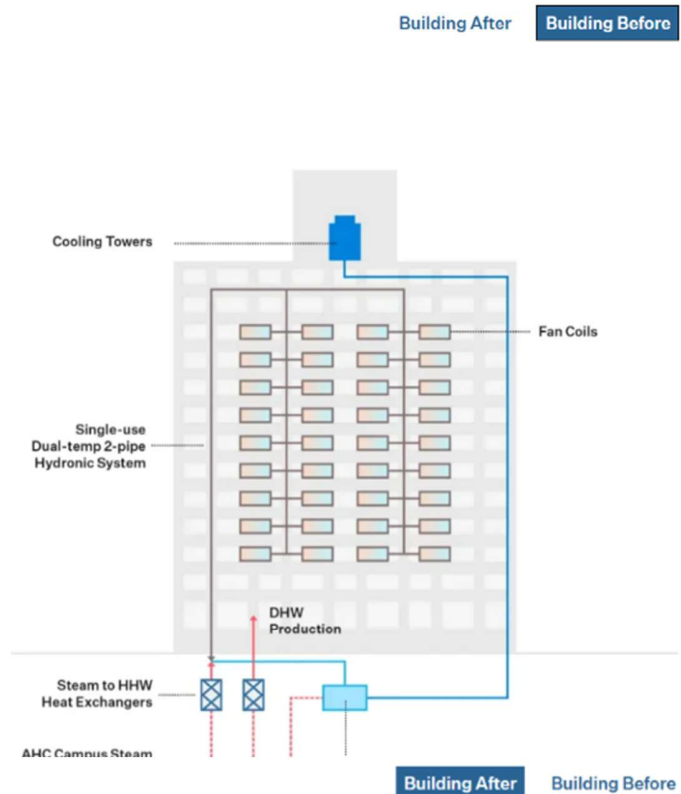 Building After Building Before
Cooling Towers
Fan Coils
Single-use
Dual-temp 2-pipe
Hydronic System
DHW
Production
Steam to HHW
Heat Exchangers
AHC Campus Steam
Building After Building Before